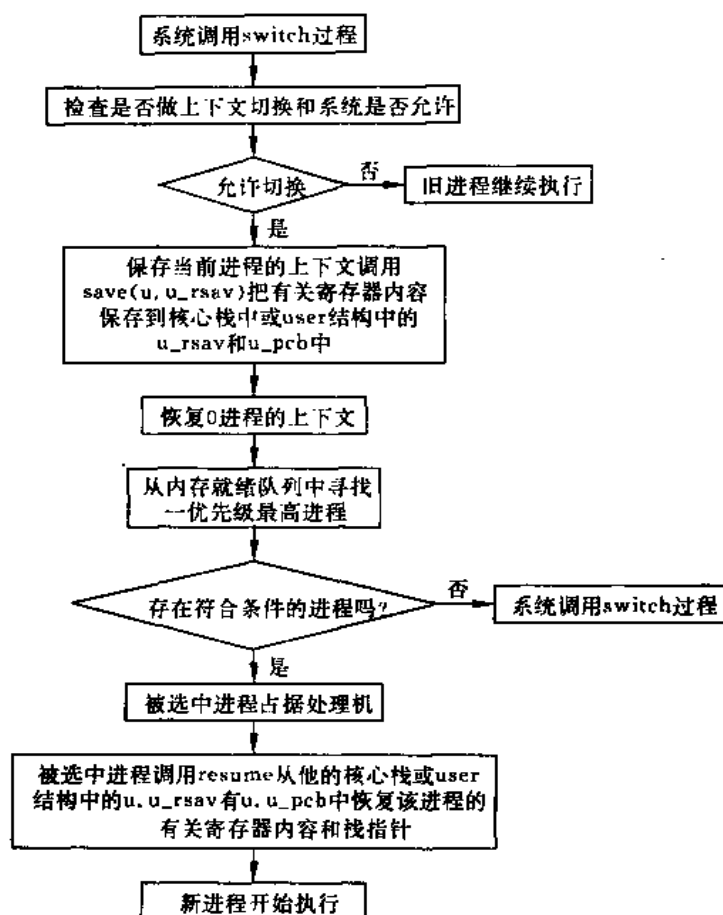 系统调用switch过程
检查是否做上下文切换和系统是否允许
允许切换
否
旧进程继续执行
是
保存当前进程的上下文调用
save(u,u_rsav)把有关寄存器内容
保存到核心栈中或user结构中的
u_rsav和u_pcb中
恢复0进程的上下文
从内存就绪队列中寻找
一优先级最高进程
存在符合条件的进程吗?
否
系统调用switch过程
是
被选中进程占据处理机
被选中进程调用resume从他的核心栈或user
结构中的u.u_rsav有u.u_pcb中恢复该进程的
有关寄存器内容和找指针
新进程开始执行